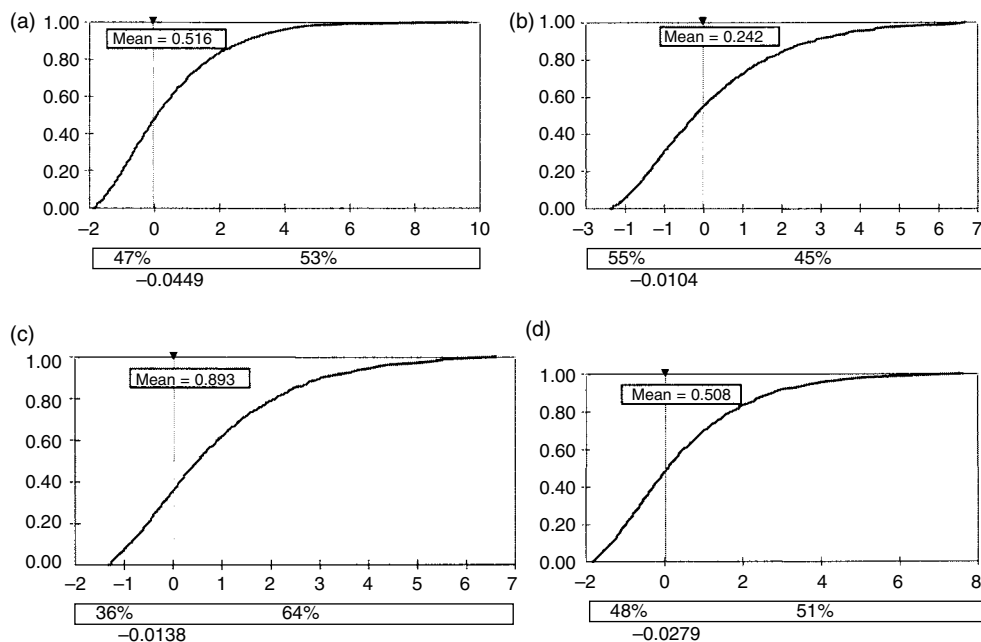 (a)
1.00
Mean = 0.516
0.80
0.60
0.40
0.20
0.00
−2 0 2 4 6 8 10
47% 53%
−0.0449
(b)
1.00
Mean = 0.242
0.80
0.60
0.40
0.20
0.00
−3 −1 −1 0 1 2 3 4 5 6 7
55% 45%
−0.0104
(c)
1.00
Mean = 0.893
0.80
0.60
0.40
0.20
0.00
−2 −1 0 1 2 3 4 5 6 7
36% 64%
−0.0138
(d)
1.00
Mean = 0.508
0.80
0.60
0.40
0.20
0.00
−2 0 2 4 6 8
48% 51%
−0.0279